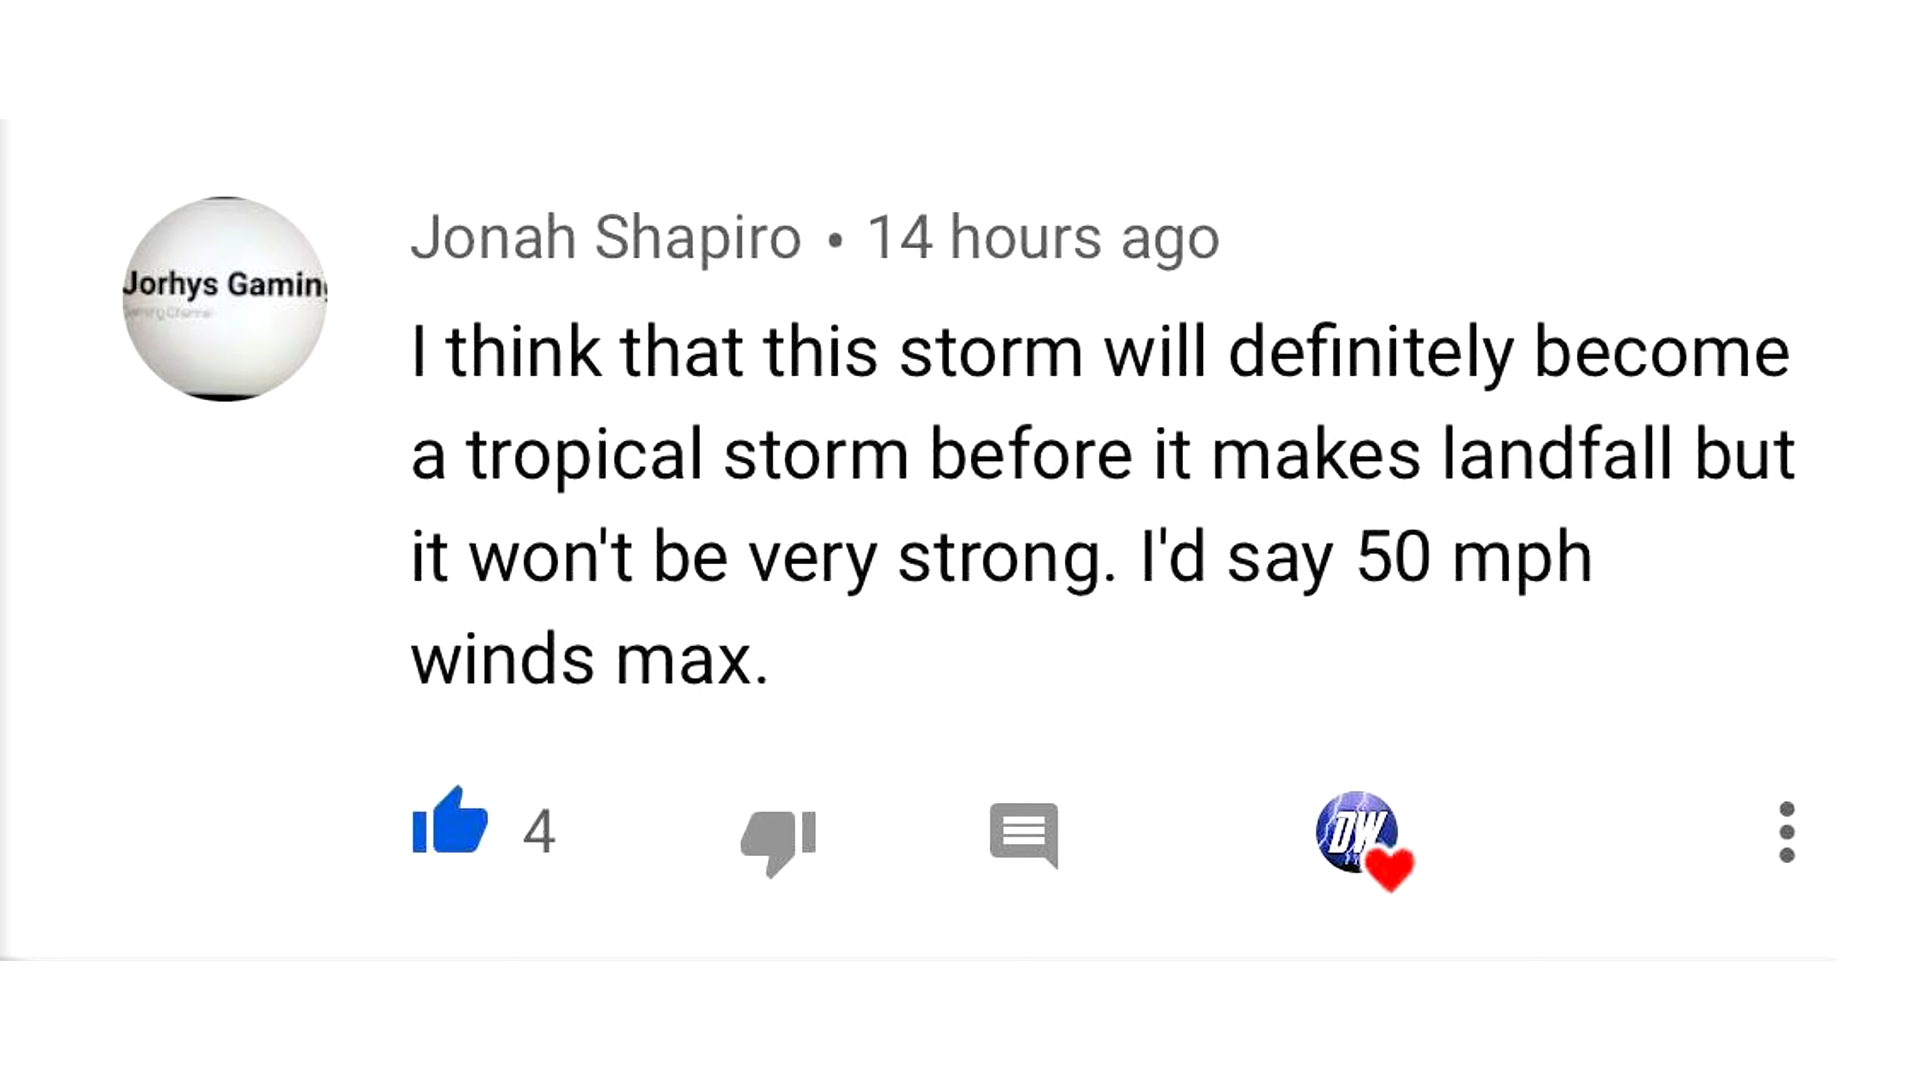 Jonah Shapiro • 14 hours ago
Jorhys Gaming
I think that this storm will definitely become
a tropical storm before it makes landfall but
it won't be very strong. I'd say 50 mph
winds max.
4
DW